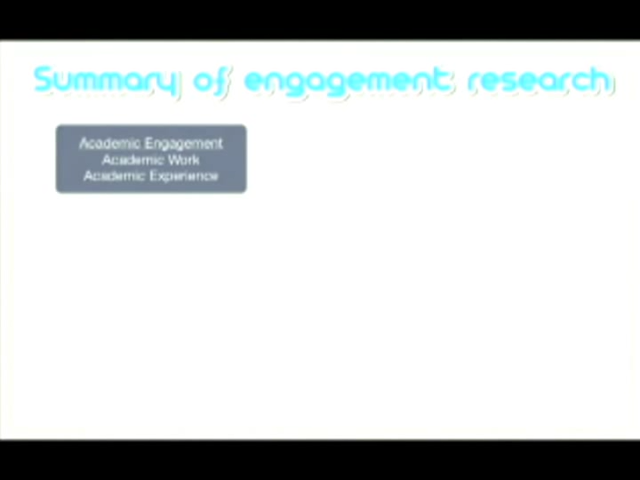 Summary of engagement research
Academic Engagement
Academic Work
Academic Experience